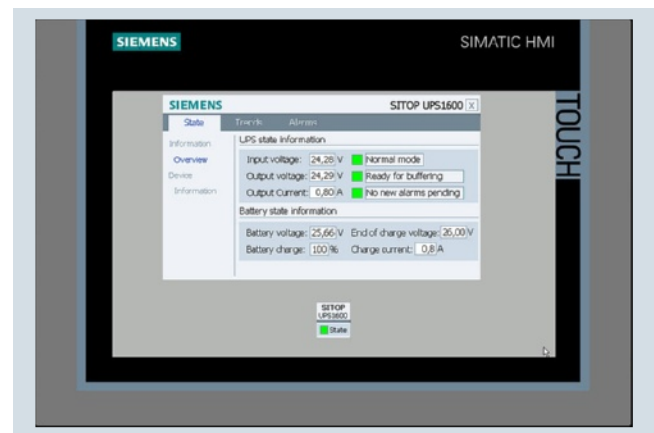 SIEMENS
SIMATIC HMI
TOUCH
SIEMENS
SITOP UPS1600 X
State Trends Alarms
Information
Overview
Device
Information
UPS state information
Input voltage: 24,28 V Normal mode
Output voltage: 24,29 V Ready for buffering
Output Current: 0,80 A No new alarms pending
Battery state information
Battery voltage: 25,66 V End of charge voltage: 26,00 V
Battery charge: 100 % Charge current: 0,8 A
SITOP
UPS1600
State